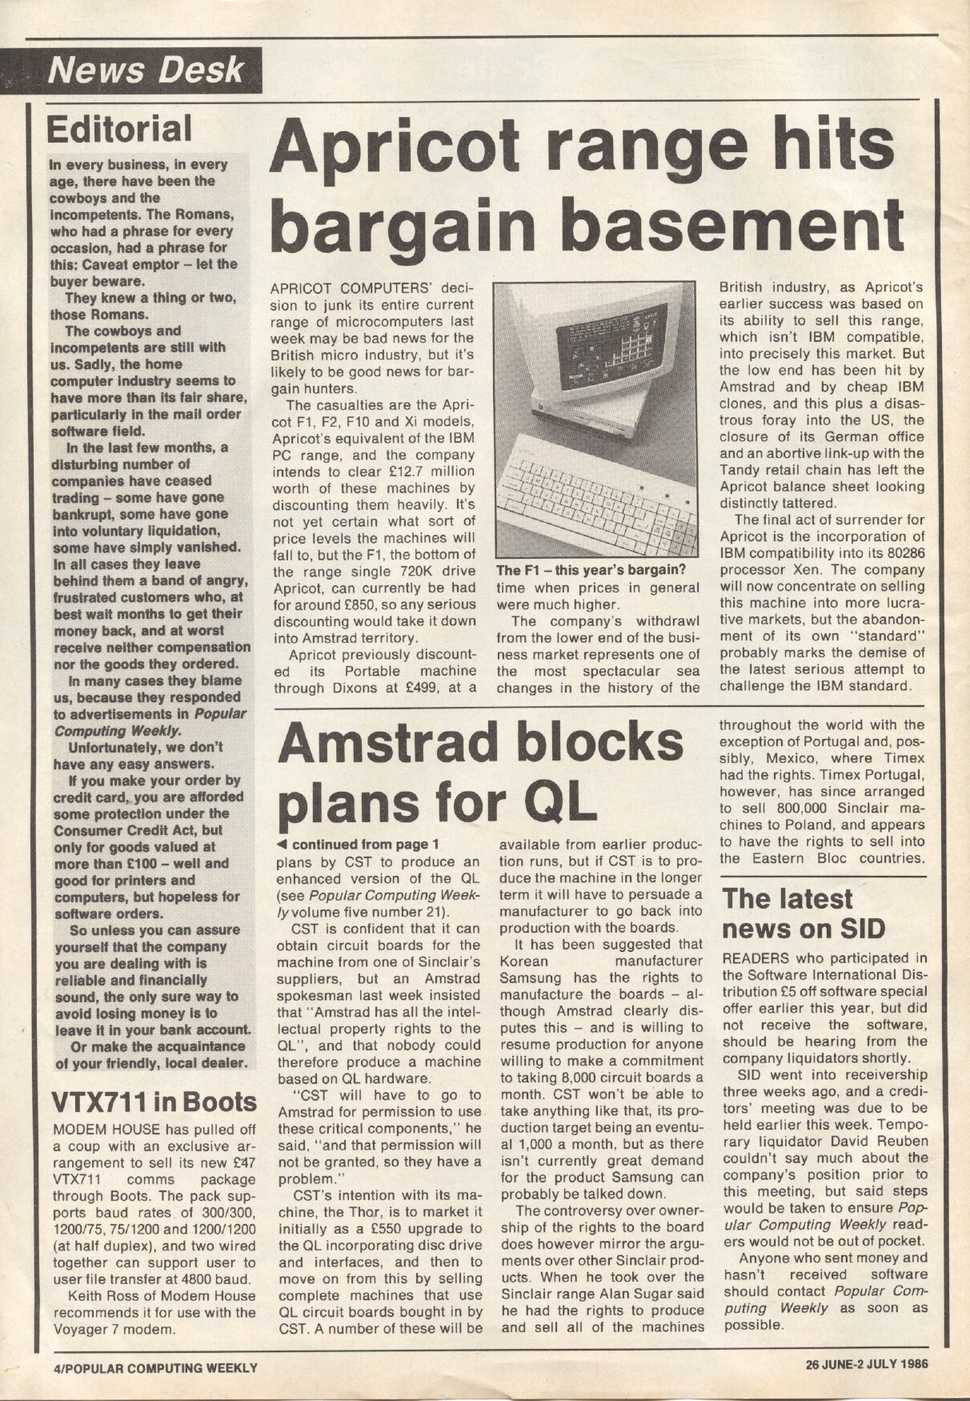 News Desk
Editorial
In every business, in every
age, there have been the
cowboys and the
incompetents. The Romans,
who had a phrase for every
occasion, had a phrase for
this: Caveat emptor – let the
buyer beware.
They knew a thing or two,
those Romans.
The cowboys and
incompetents are still with
us. Sadly, the home
computer industry seems to
have more than its fair share,
particularly in the mail order
software field.
In the last few months, a
disturbing number of
companies have ceased
trading – some have gone
bankrupt, some have gone
into voluntary liquidation,
some have simply vanished.
In all cases they leave
behind them a band of angry,
frustrated customers who, at
best wait months to get their
money back, and at worst
receive neither compensation
nor the goods they ordered.
In many cases they blame
us, because they responded
to advertisements in Popular
Computing Weekly.
Unfortunately, we don't
have any easy answers.
If you make your order by
credit card, you are afforded
some protection under the
Consumer Credit Act, but
only for goods valued at
more than £100 – well and
good for printers and
computers, but hopeless for
software orders.
So unless you can assure
yourself that the company
you are dealing with is
reliable and financially
sound, the only sure way to
avoid losing money is to
leave it in your bank account.
Or make the acquaintance
of your friendly, local dealer.
VTX711 in Boots
MODEM HOUSE has pulled off
a coup with an exclusive ar-
rangement to sell its new £47
VTX711 comms package
through Boots. The pack sup-
ports baud rates of 300/300,
1200/75, 75/1200 and 1200/1200
(at half duplex), and two wired
together can support user to
user file transfer at 4800 baud.
Keith Ross of Modem House
recommends it for use with the
Voyager 7 modem.
Apricot range hits
bargain basement
APRICOT COMPUTERS' deci-
sion to junk its entire current
range of microcomputers last
week may be bad news for the
British micro industry, but it's
likely to be good news for bar-
gain hunters.
The casualties are the Apri-
cot F1, F2, F10 and Xi models,
Apricot's equivalent of the IBM
PC range, and the company
intends to clear £12.7 million
worth of these machines by
discounting them heavily. It's
not yet certain what sort of
price levels the machines will
fall to, but the F1, the bottom of
the range single 720K drive
Apricot, can currently be had
for around £850, so any serious
discounting would take it down
into Amstrad territory.
Apricot previously discount-
ed its Portable machine
through Dixons at £499, at a
The F1 – this year's bargain?
time when prices in general
were much higher.
The company's withdrawl
from the lower end of the busi-
ness market represents one of
the most spectacular sea
changes in the history of the
British industry, as Apricot's
earlier success was based on
its ability to sell this range,
which isn't IBM compatible,
into precisely this market. But
the low end has been hit by
Amstrad and by cheap IBM
clones, and this plus a disas-
trous foray into the US, the
closure of its German office
and an abortive link-up with the
Tandy retail chain has left the
Apricot balance sheet looking
distinctly tattered.
The final act of surrender for
Apricot is the incorporation of
IBM compatibility into its 80286
processor Xen. The company
will now concentrate on selling
this machine into more lucra-
tive markets, but the abandon-
ment of its own "standard"
probably marks the demise of
the latest serious attempt to
challenge the IBM standard.
Amstrad blocks
plans for QL
◄ continued from page 1
plans by CST to produce an
enhanced version of the QL
(see Popular Computing Week-
ly volume five number 21).
CST is confident that it can
obtain circuit boards for the
machine from one of Sinclair's
suppliers, but an Amstrad
spokesman last week insisted
that "Amstrad has all the intel-
lectual property rights to the
QL", and that nobody could
therefore produce a machine
based on QL hardware.
"CST will have to go to
Amstrad for permission to use
these critical components," he
said, "and that permission will
not be granted, so they have a
problem."
CST's intention with its ma-
chine, the Thor, is to market it
initially as a £550 upgrade to
the QL incorporating disc drive
and interfaces, and then to
move on from this by selling
complete machines that use
QL circuit boards bought in by
CST. A number of these will be
available from earlier produc-
tion runs, but if CST is to pro-
duce the machine in the longer
term it will have to persuade a
manufacturer to go back into
production with the boards.
It has been suggested that
Korean manufacturer
Samsung has the rights to
manufacture the boards – al-
though Amstrad clearly dis-
putes this – and is willing to
resume production for anyone
willing to make a commitment
to taking 8,000 circuit boards a
month. CST won't be able to
take anything like that, its pro-
duction target being an eventu-
al 1,000 a month, but as there
isn't currently great demand
for the product Samsung can
probably be talked down.
The controversy over owner-
ship of the rights to the board
does however mirror the argu-
ments over other Sinclair prod-
ucts. When he took over the
Sinclair range Alan Sugar said
he had the rights to produce
and sell all of the machines
throughout the world with the
exception of Portugal and, pos-
sibly, Mexico, where Timex
had the rights. Timex Portugal,
however, has since arranged
to sell 800,000 Sinclair ma-
chines to Poland, and appears
to have the rights to sell into
the Eastern Bloc countries.
The latest
news on SID
READERS who participated in
the Software International Dis-
tribution £5 off software special
offer earlier this year, but did
not receive the software,
should be hearing from the
company liquidators shortly.
SID went into receivership
three weeks ago, and a credi-
tors' meeting was due to be
held earlier this week. Tempo-
rary liquidator David Reuben
couldn't say much about the
company's position prior to
this meeting, but said steps
would be taken to ensure Pop-
ular Computing Weekly read-
ers would not be out of pocket.
Anyone who sent money and
hasn't received software
should contact Popular Com-
puting Weekly as soon as
possible.
4/POPULAR COMPUTING WEEKLY
26 JUNE-2 JULY 1986